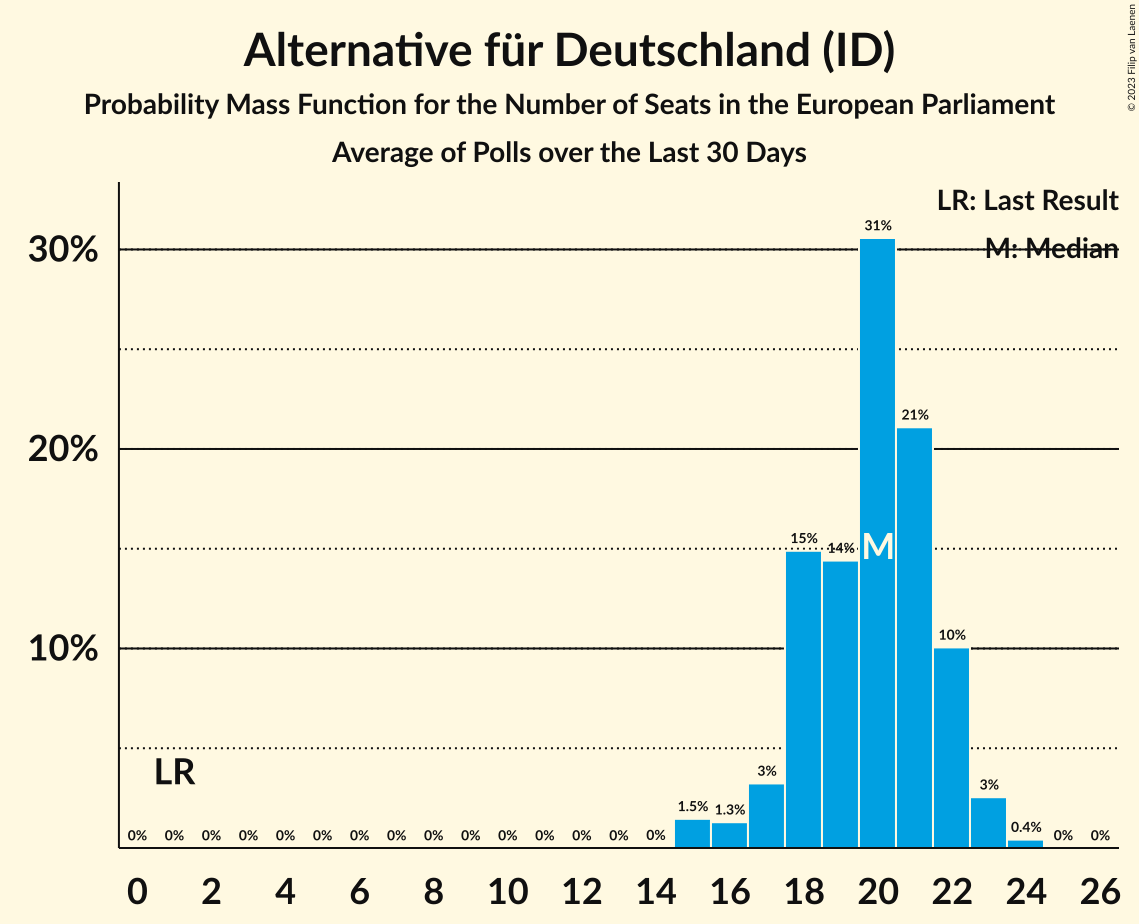 Alternative für Deutschland (ID)
Probability Mass Function for the Number of Seats in the European Parliament
Average of Polls over the Last 30 Days
© 2023 Filip van Laenen
LR: Last Result
M: Median
30%
20%
10%
31%
21%
15%
14%
M
10%
LR
3%
3%
1.5%
1.3%
0.4%
0% 0% 0% 0% 0% 0% 0% 0% 0% 0% 0% 0% 0% 0% 0% 0% 0%
0 2 4 6 8 10 12 14 16 18 20 22 24 26